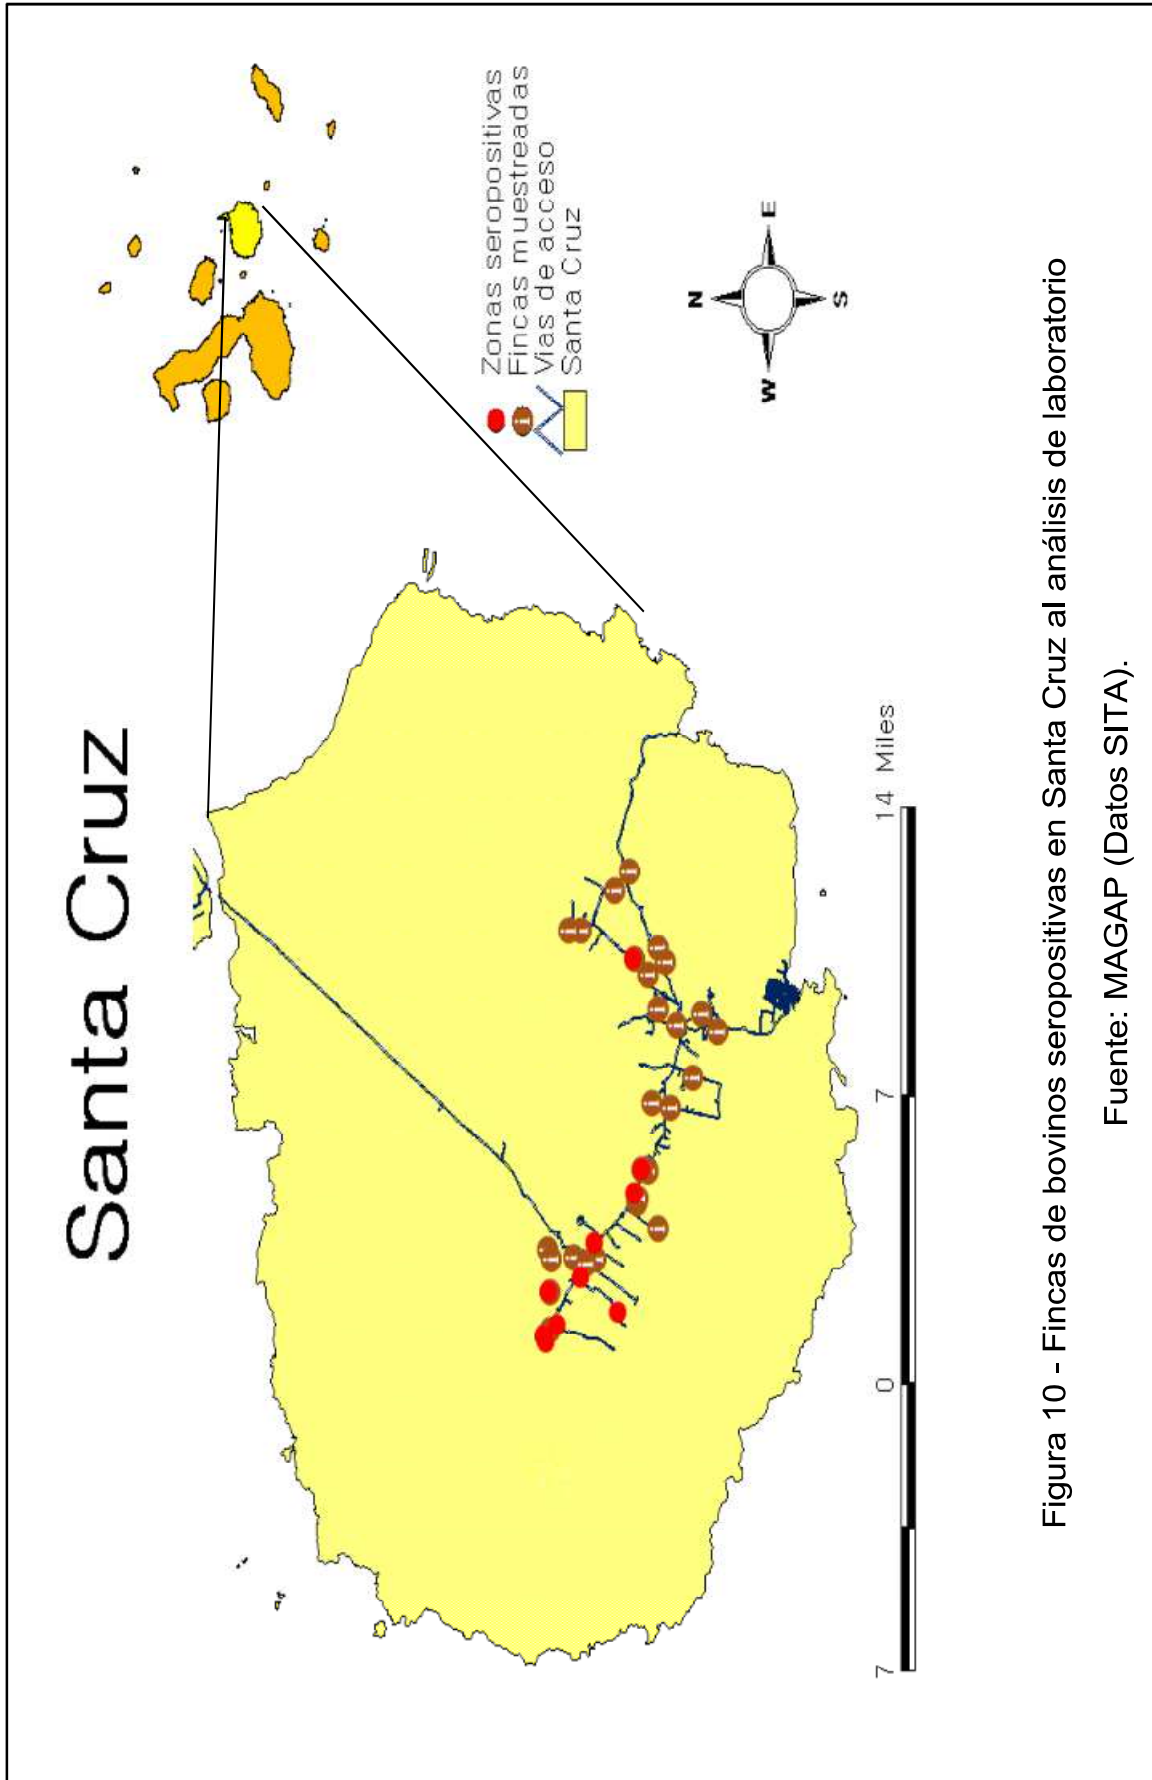 Santa Cruz
Zonas seropositivas
Fincas muestreadas
Vias de acceso
Santa Cruz
N
W
E
S
7 0 7 14 Miles
Figura 10 - Fincas de bovinos seropositivas en Santa Cruz al análisis de laboratorio
Fuente: MAGAP (Datos SITA).